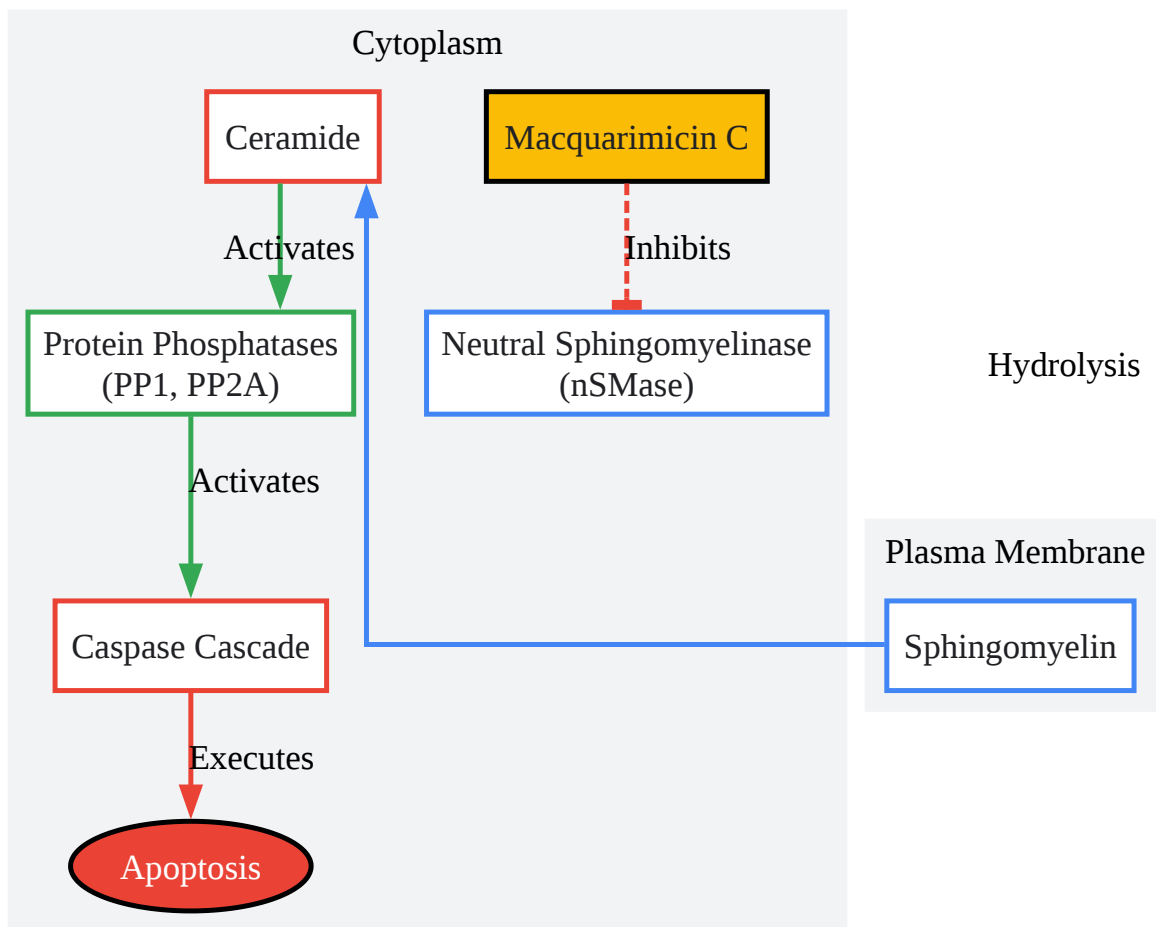 Cytoplasm
Ceramide
Macquarimicin C
Activates
Inhibits
Protein Phosphatases
(PP1, PP2A)
Neutral Sphingomyelinase
(nSMase)
Hydrolysis
Activates
Plasma Membrane
Caspase Cascade
Sphingomyelin
Executes
Apoptosis